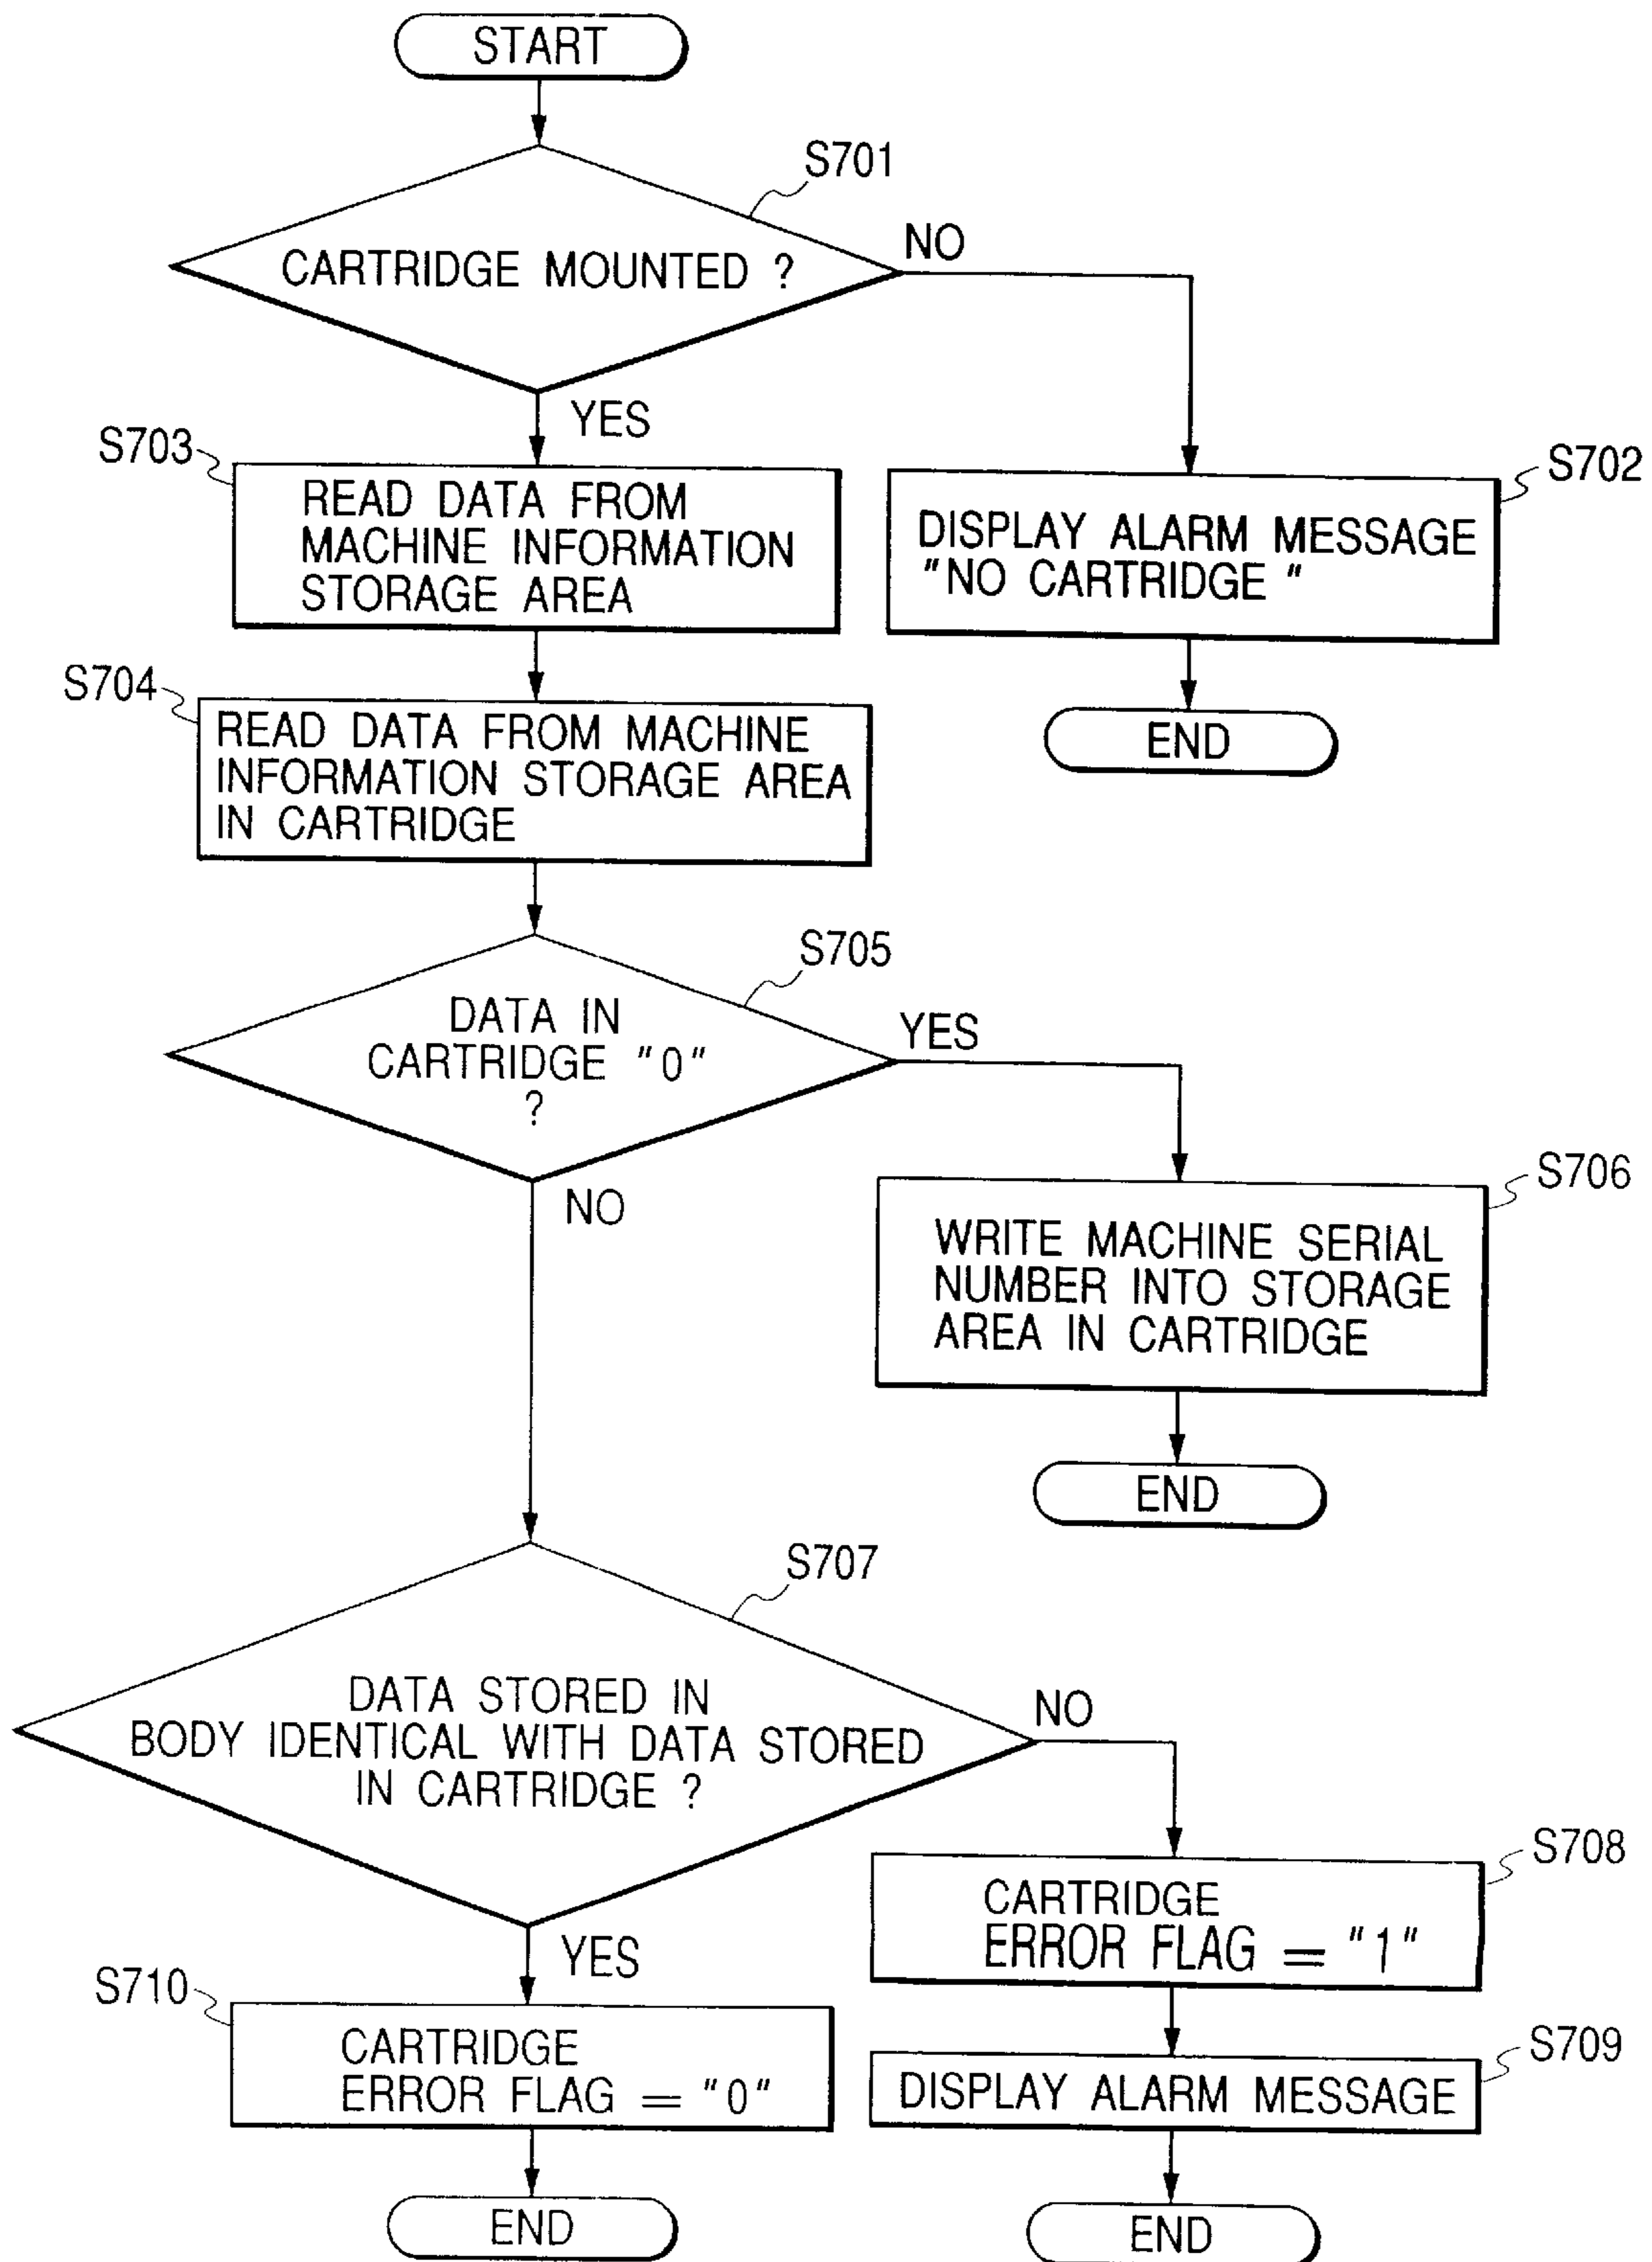 START
S701
CARTRIDGE MOUNTED ?
NO
YES
S703
READ DATA FROM
MACHINE INFORMATION
STORAGE AREA
S702
DISPLAY ALARM MESSAGE
"NO CARTRIDGE "
END
S704
READ DATA FROM MACHINE
INFORMATION STORAGE AREA
IN CARTRIDGE
S705
DATA IN
CARTRIDGE "0"
?
YES
NO
S706
WRITE MACHINE SERIAL
NUMBER INTO STORAGE
AREA IN CARTRIDGE
END
S707
DATA STORED IN
BODY IDENTICAL WITH DATA STORED
IN CARTRIDGE ?
NO
YES
S708
CARTRIDGE
ERROR FLAG = "1"
S709
DISPLAY ALARM MESSAGE
END
S710
CARTRIDGE
ERROR FLAG = "0"
END